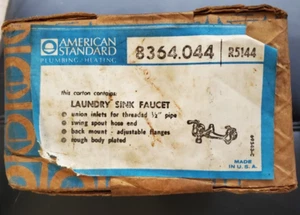 AMERICAN
STANDARD
PLUMBING/HEATING
8364.044
R5144
this carton contains:
LAUNDRY SINK FAUCET
union inlets for threaded ½" pipe
swing spout hose end
back mount - adjustable flanges
rough body plated
MADE
IN U.S.A.